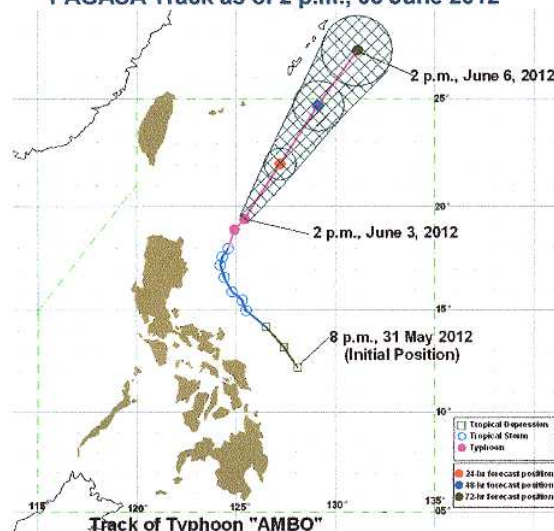 PAGASA Track as of 2 p.m., 03 June 2012
2 p.m., June 6, 2012
25°
20°
2 p.m., June 3, 2012
15°
8 p.m., 31 May 2012
(Initial Position)
10°
Tropical Depression
Tropical Storm
Typhoon
24-hr forecast position
48-hr forecast position
72-hr forecast position
115°
120°
125°
130°
135°
05°
Track of Typhoon "AMBO"